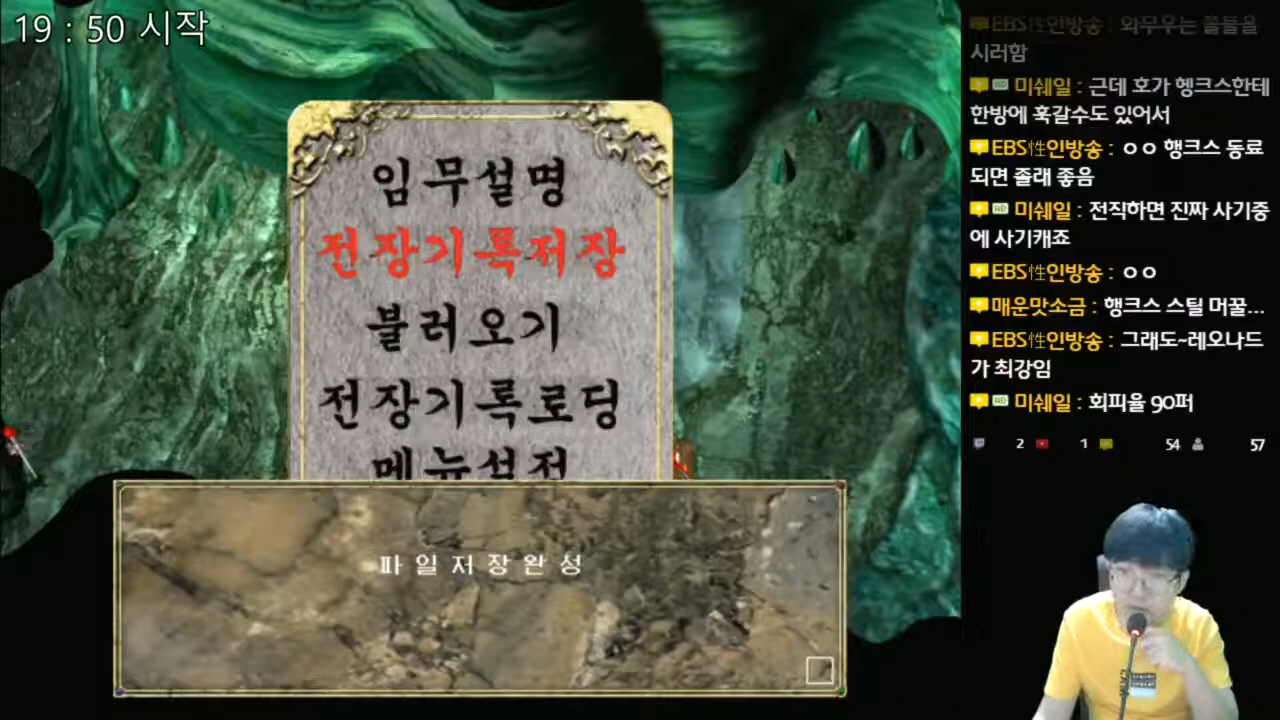 19 : 50 시작
임무설명
전장기록저장
불러오기
전장기록로딩
메뉴설정
파일저장완성
EBS性인방송 : 와무우는 쫄들을
시러함
미쉐일 : 근데 호가 헹크스한테
한방에 훅갈수도 있어서
EBS性인방송 : ㅇㅇ 행크스 동료
되면 졸래 좋음
미쉐일 : 전직하면 진짜 사기중
에 사기캐죠
EBS性인방송 : ㅇㅇ
매운맛소금 : 행크스 스틸 머꿀...
EBS性인방송 : 그래도~레오나드
가 최강임
미쉐일 : 회피율 90퍼
2 1 54 57